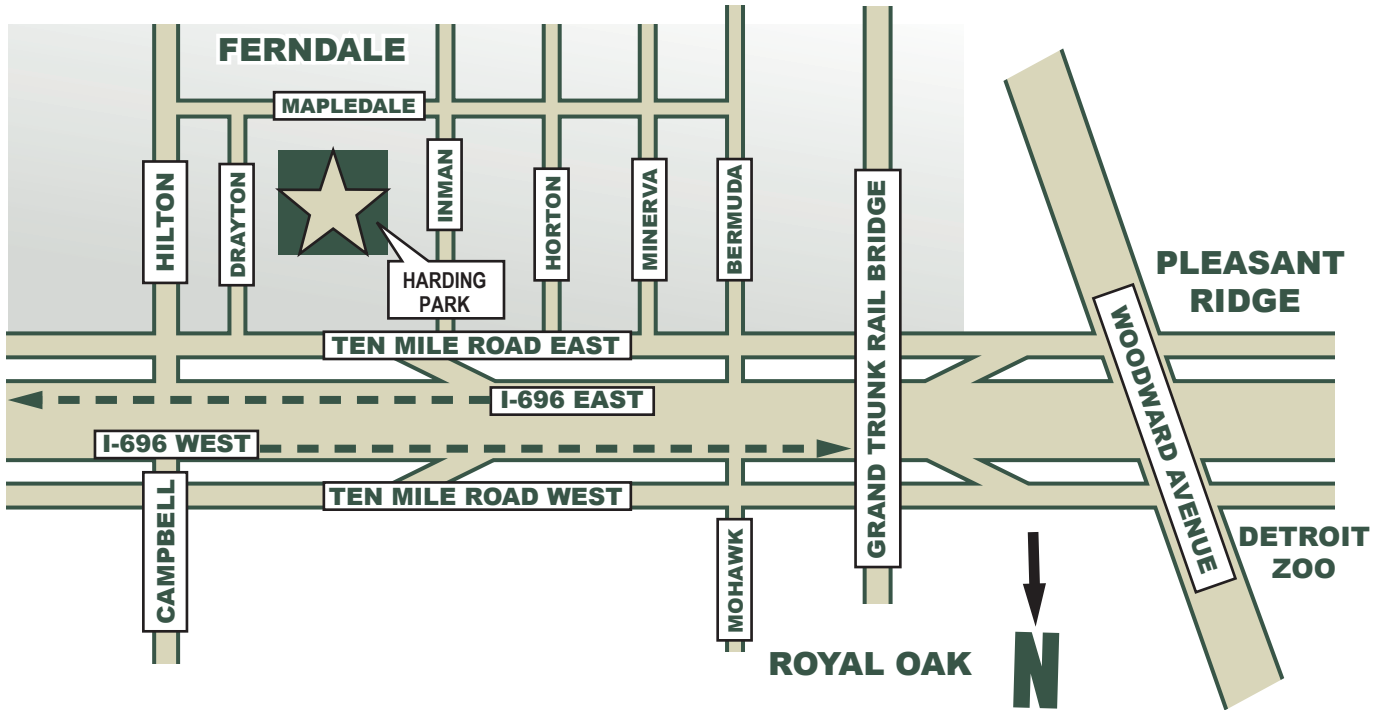 FERNDALE
MAPLEDALE
HILTON
DRAYTON
INMAN
HORTON
MINERVA
BERMUDA
HARDING
PARK
GRAND TRUNK RAIL BRIDGE
PLEASANT
RIDGE
WOODWARD AVENUE
TEN MILE ROAD EAST
I-696 EAST
I-696 WEST
TEN MILE ROAD WEST
CAMPBELL
MOHAWK
DETROIT
ZOO
ROYAL OAK
N